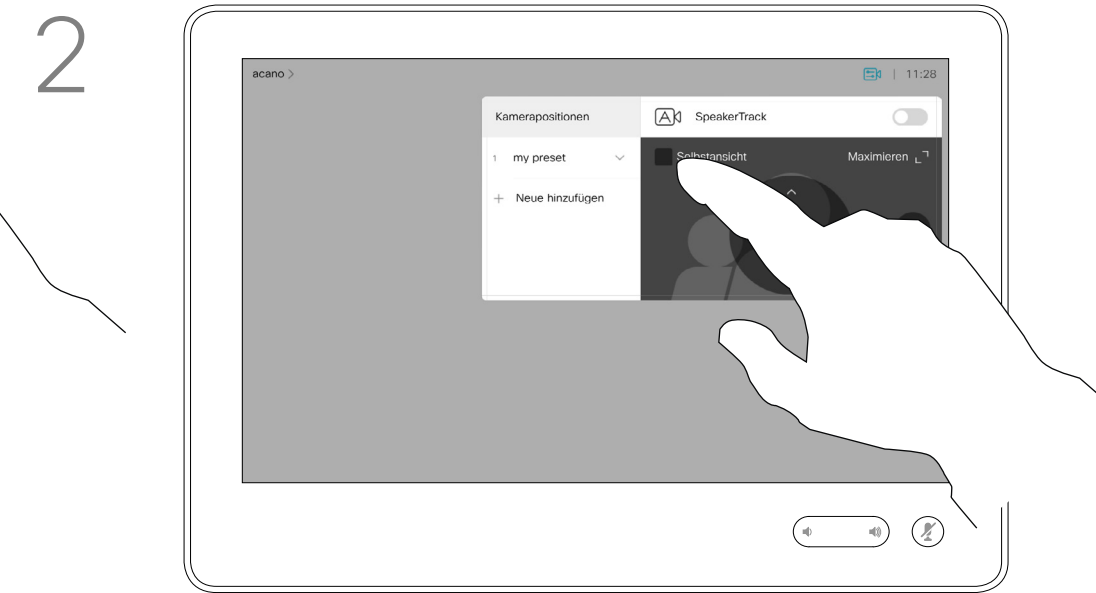 2
acano >
11:28
Kamerapositionen
SpeakerTrack
1 my preset
Selbstansicht
Maximieren
+ Neue hinzufügen